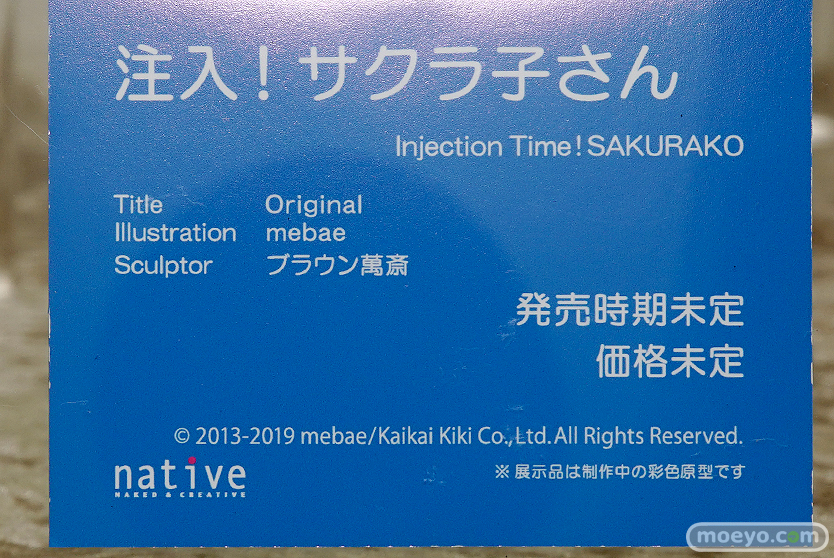 注入！サクラ子さん
Injection Time!SAKURAKO
Title Original
Illustration mebae
Sculptor ブラウン萬斎
発売時期未定
価格未定
© 2013-2019 mebae/Kaikai Kiki Co.,Ltd.All Rights Reserved.
native
NAKED & CREATIVE
※展示品は制作中の彩色原型です
moeyo.com